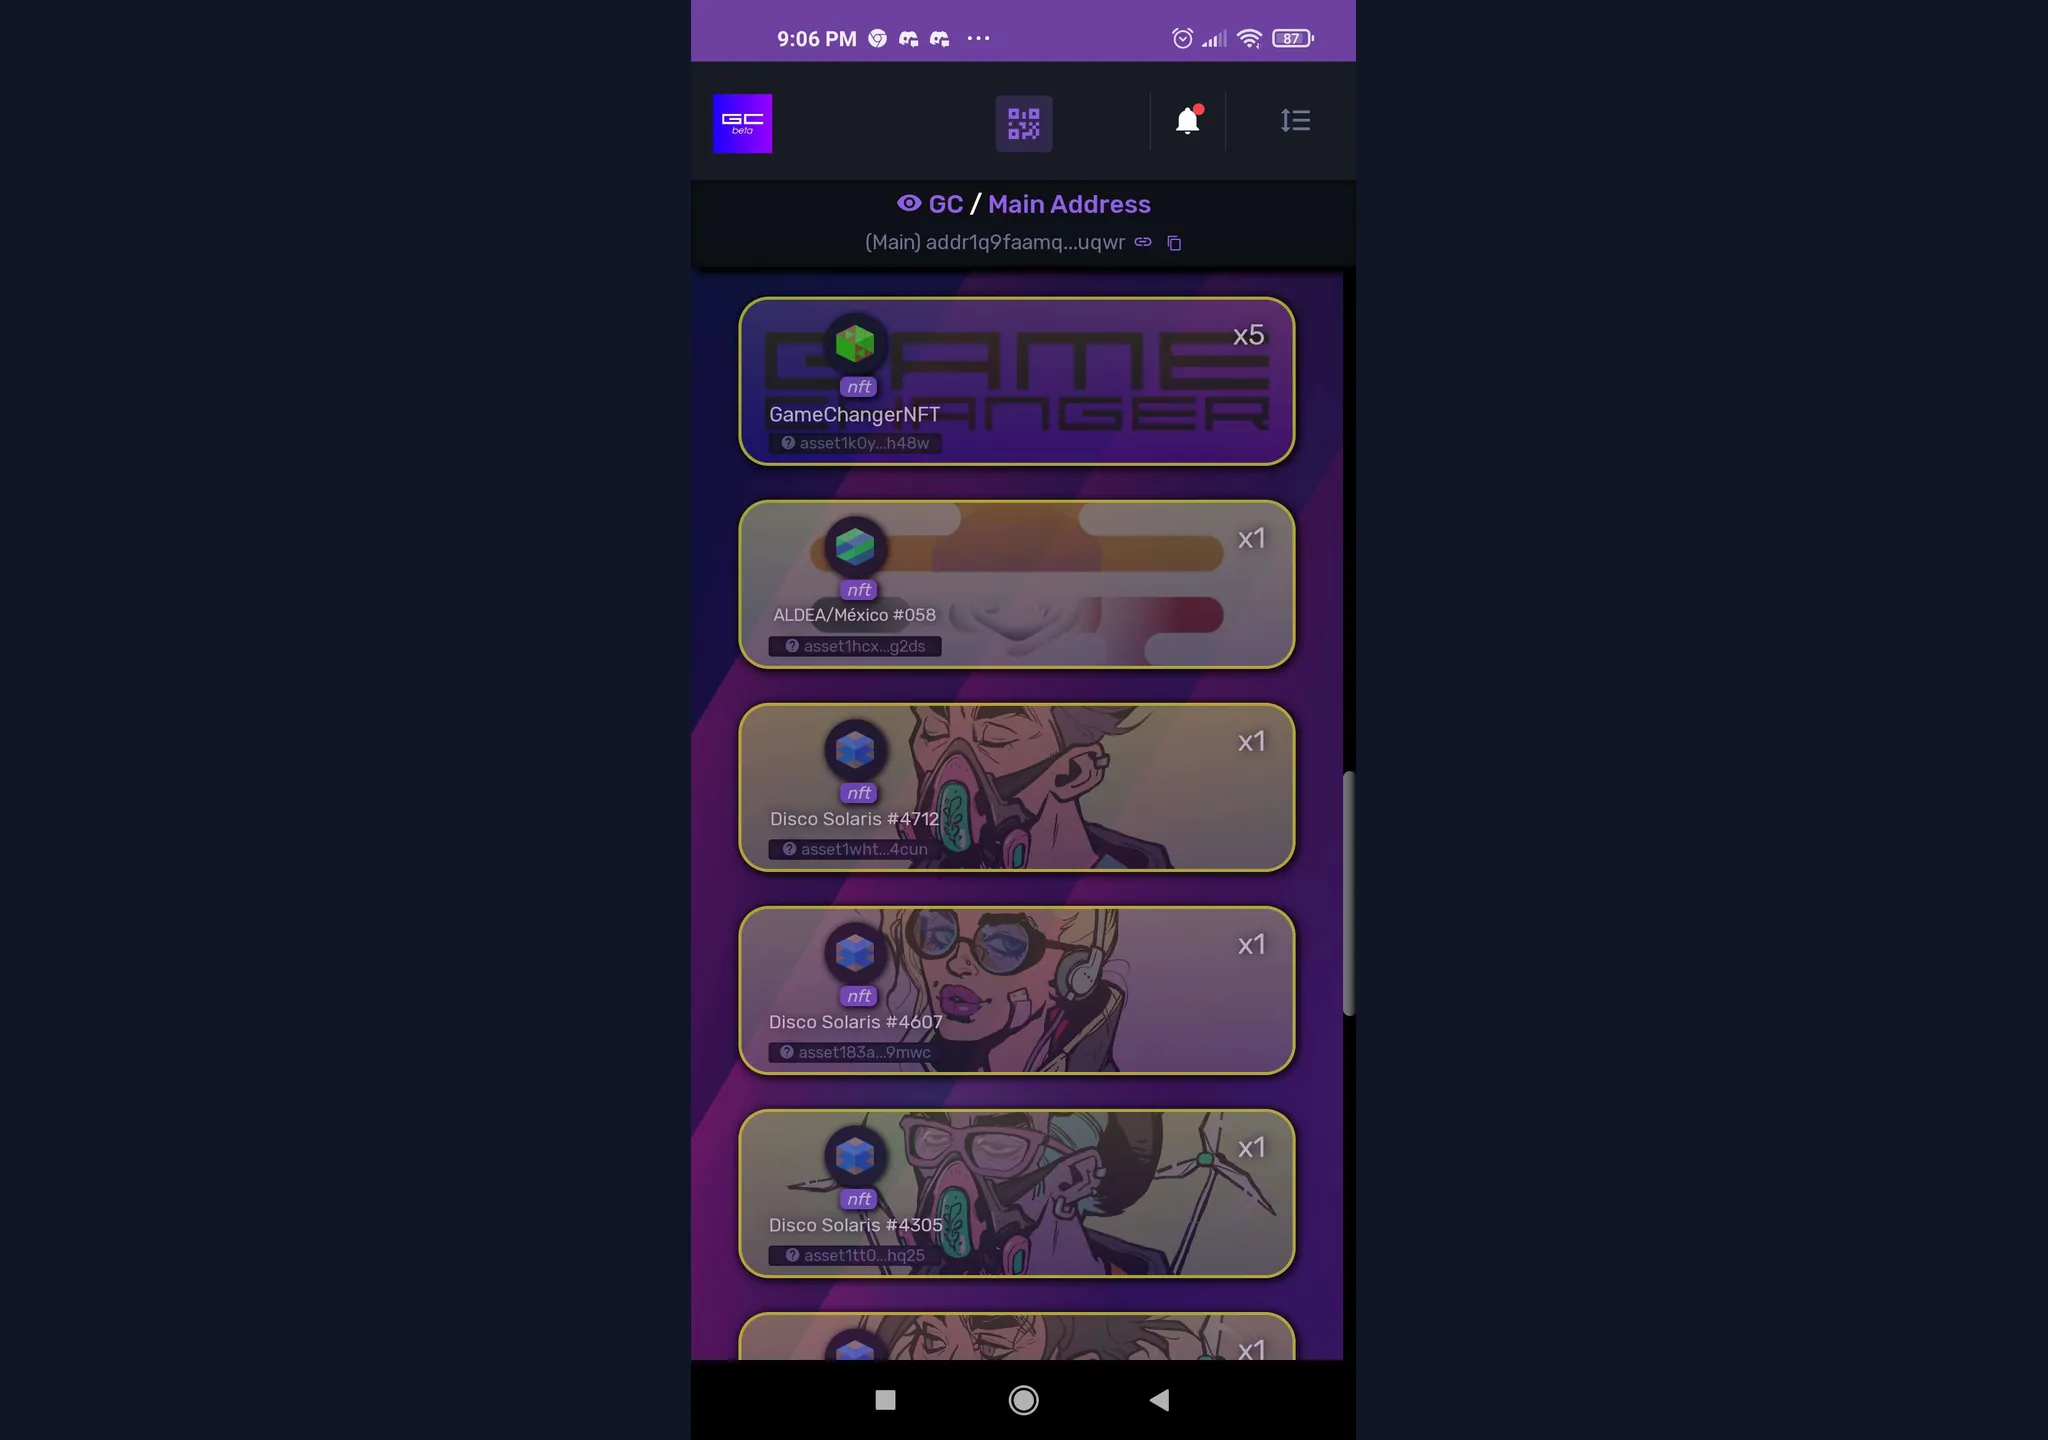 9:06 PM
87
GC
beta
GC / Main Address
(Main) addr1q9faamq...uqwr
GAME
CHANGER
x5
nft
GameChangerNFT
asset1k0y...h48w
x1
nft
ALDEA/México #058
asset1hcx...g2ds
x1
nft
Disco Solaris #4712
asset1wht...4cun
x1
nft
Disco Solaris #4607
asset183a...9mwc
x1
nft
Disco Solaris #4305
asset1tt0...hq25
x1